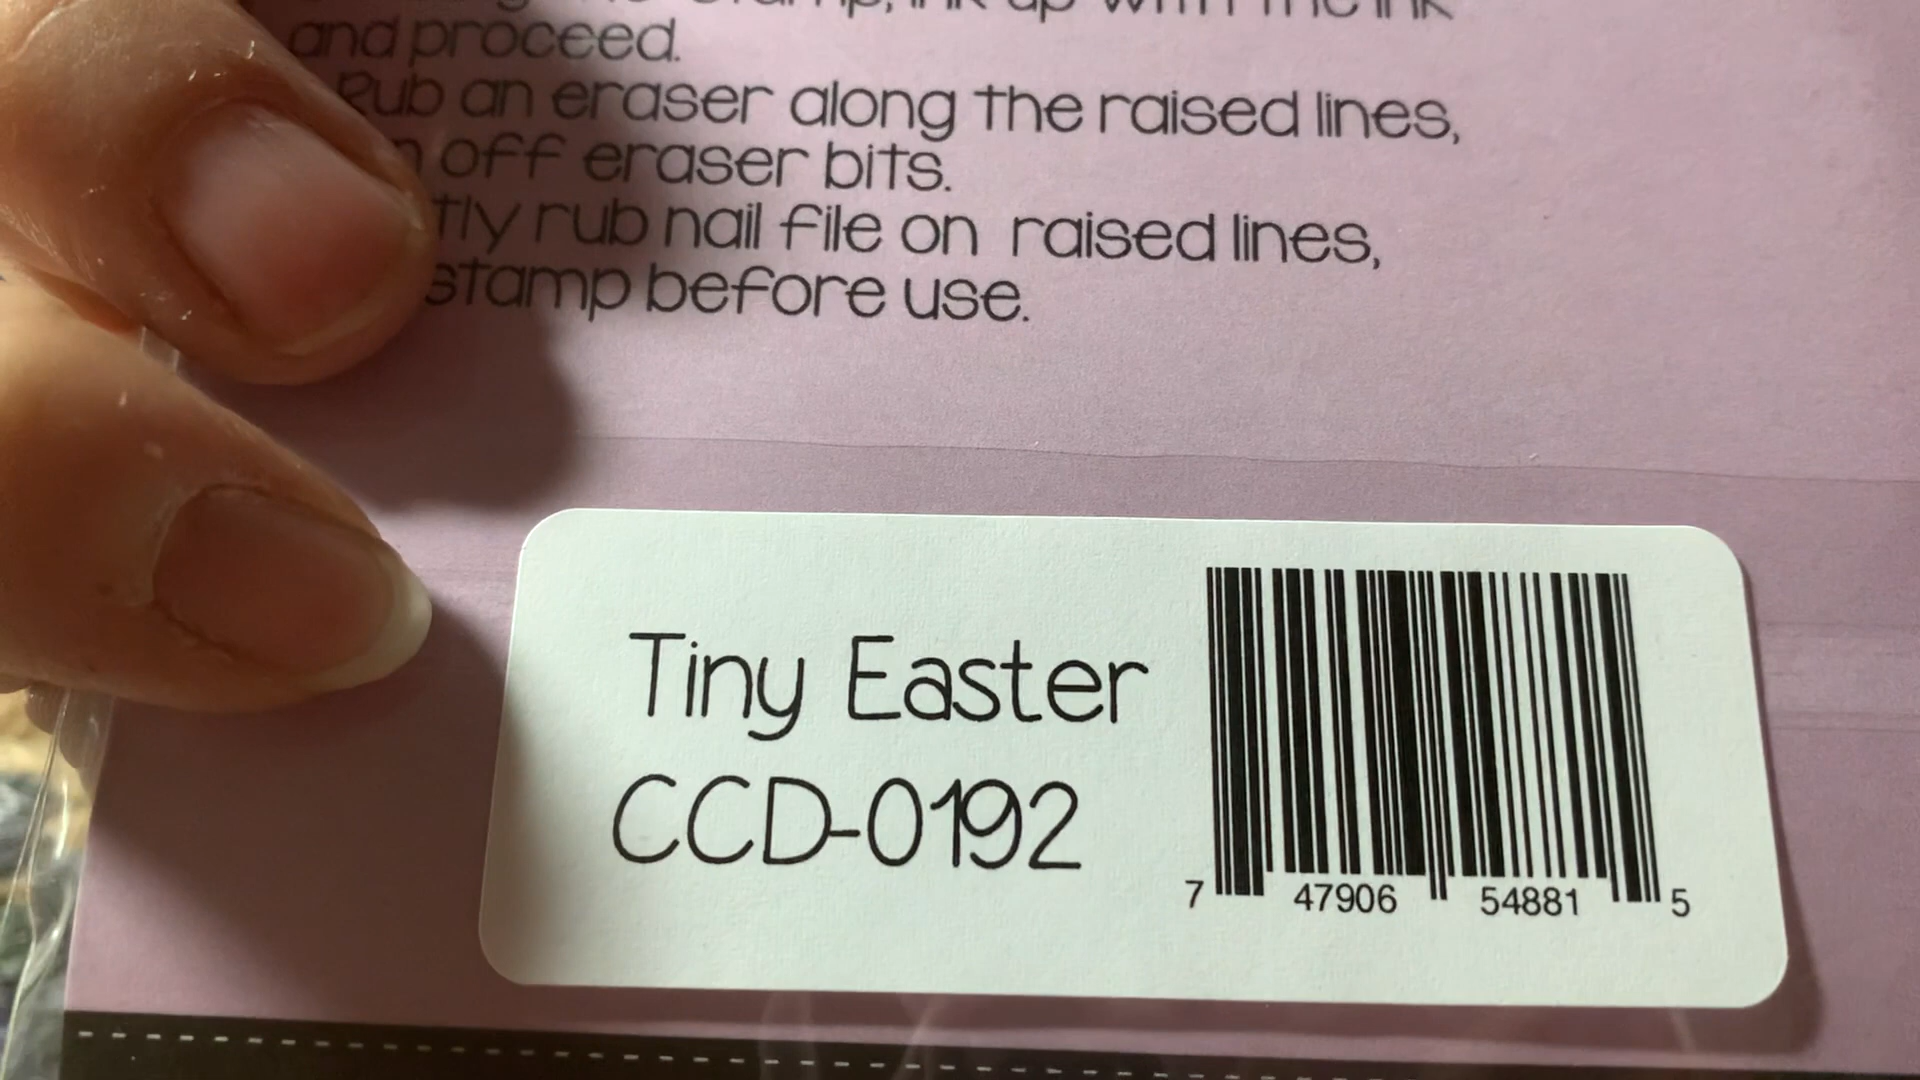 and proceed.
Rub an eraser along the raised lines,
off eraser bits.
rub nail file on raised lines,
stamp before use.
Tiny Easter
CCD-0192
7 47906 54881 5